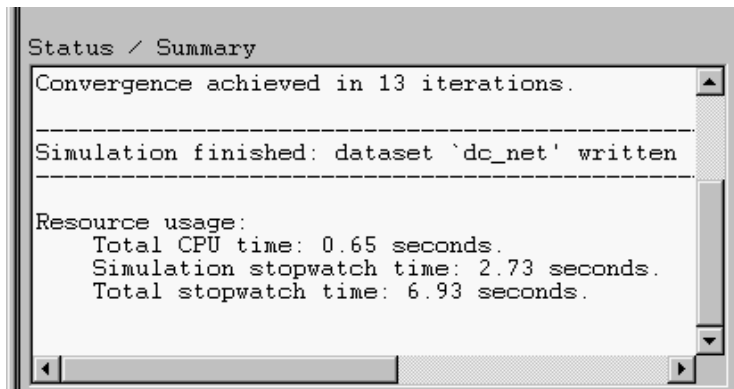 Status / Summary
Convergence achieved in 13 iterations.
--------------------------------------------------
Simulation finished: dataset `dc_net' written
--------------------------------------------------
Resource usage:
Total CPU time: 0.65 seconds.
Simulation stopwatch time: 2.73 seconds.
Total stopwatch time: 6.93 seconds.